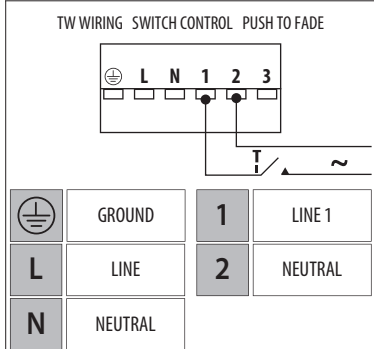 TW WIRING SWITCH CONTROL PUSH TO FADE
L N 1 2 3
T ~
GROUND 1 LINE 1
L LINE 2 NEUTRAL
N NEUTRAL